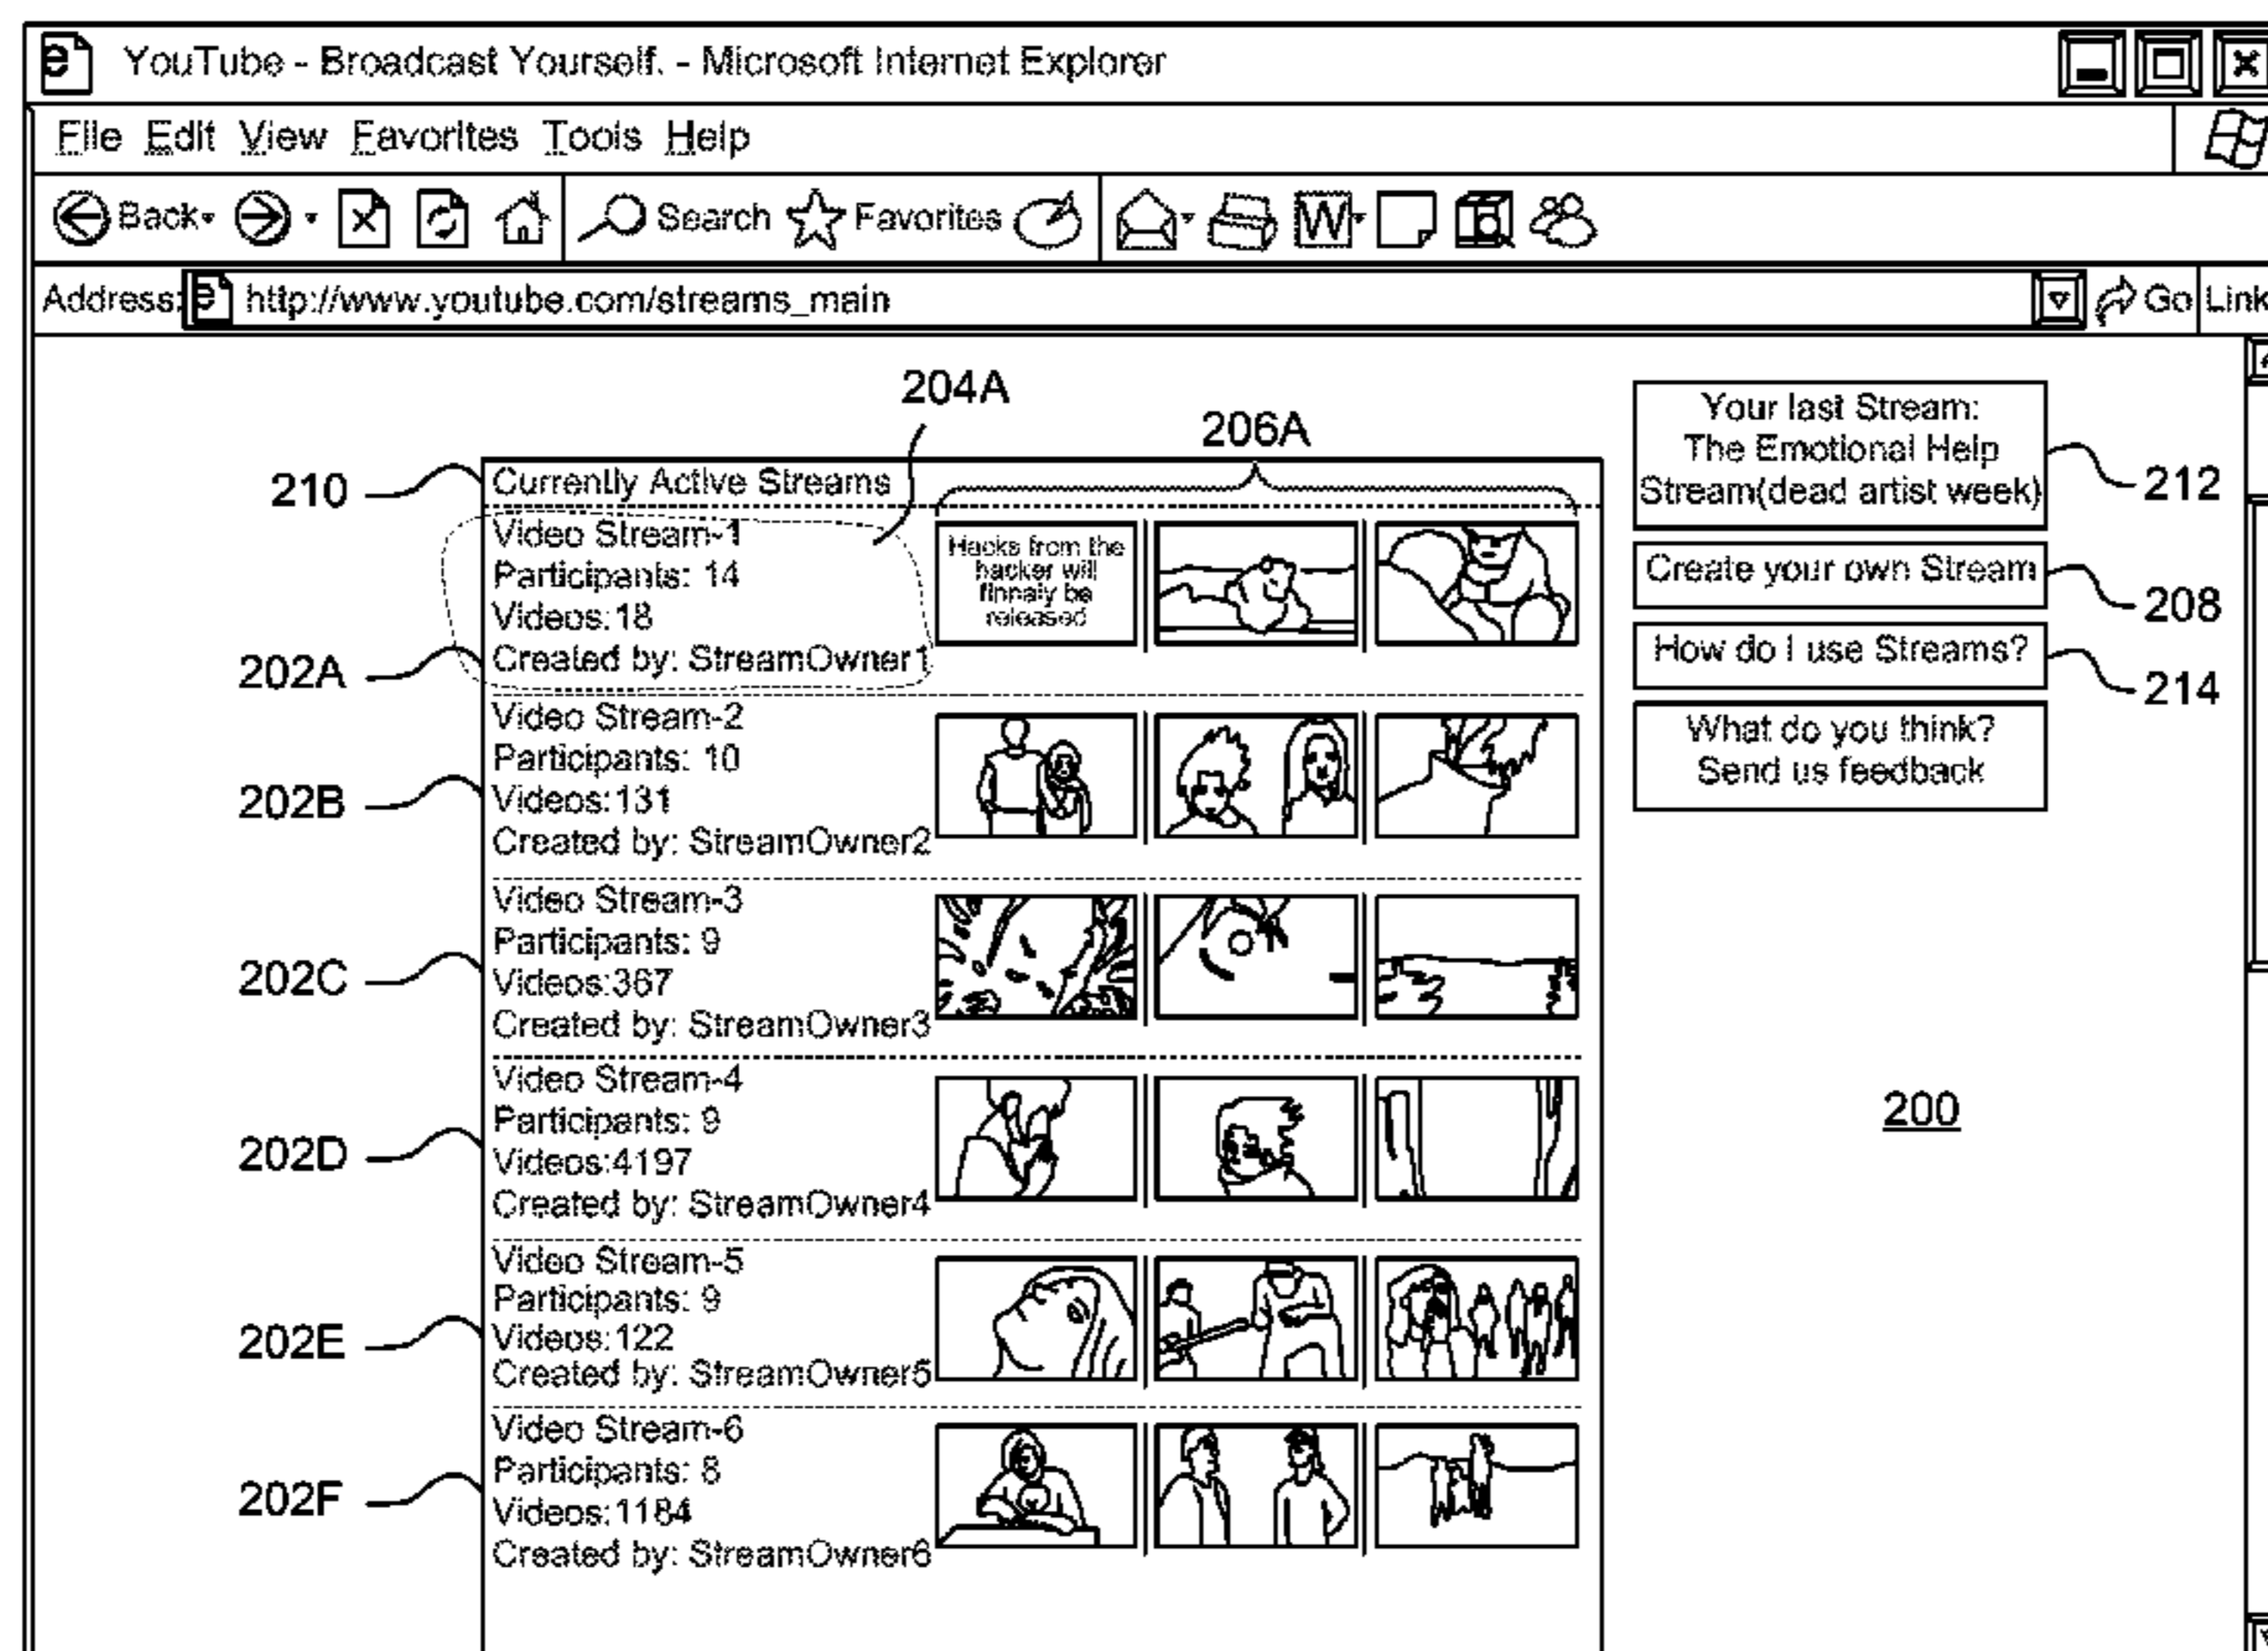 YouTube - Broadcast Yourself. - Microsoft Internet Explorer
File Edit View Favorites Tools Help
Back Search Favorites W
Address: http://www.youtube.com/streams_main Go Link
204A
206A
210
Currently Active Streams
Video Stream-1
Participants: 14
Videos:18
Created by: StreamOwner1
202A
Hacks from the
hacker will
finnaly be
released
Video Stream-2
Participants: 10
Videos:131
Created by: StreamOwner2
202B
Video Stream-3
Participants: 9
Videos:367
Created by: StreamOwner3
202C
Video Stream-4
Participants: 9
Videos:4197
Created by: StreamOwner4
202D
Video Stream-5
Participants: 9
Videos:122
Created by: StreamOwner5
202E
Video Stream-6
Participants: 8
Videos:1184
Created by: StreamOwner6
202F
Your last Stream:
The Emotional Help
Stream(dead artist week)
212
Create your own Stream
208
How do I use Streams?
214
What do you think?
Send us feedback
200